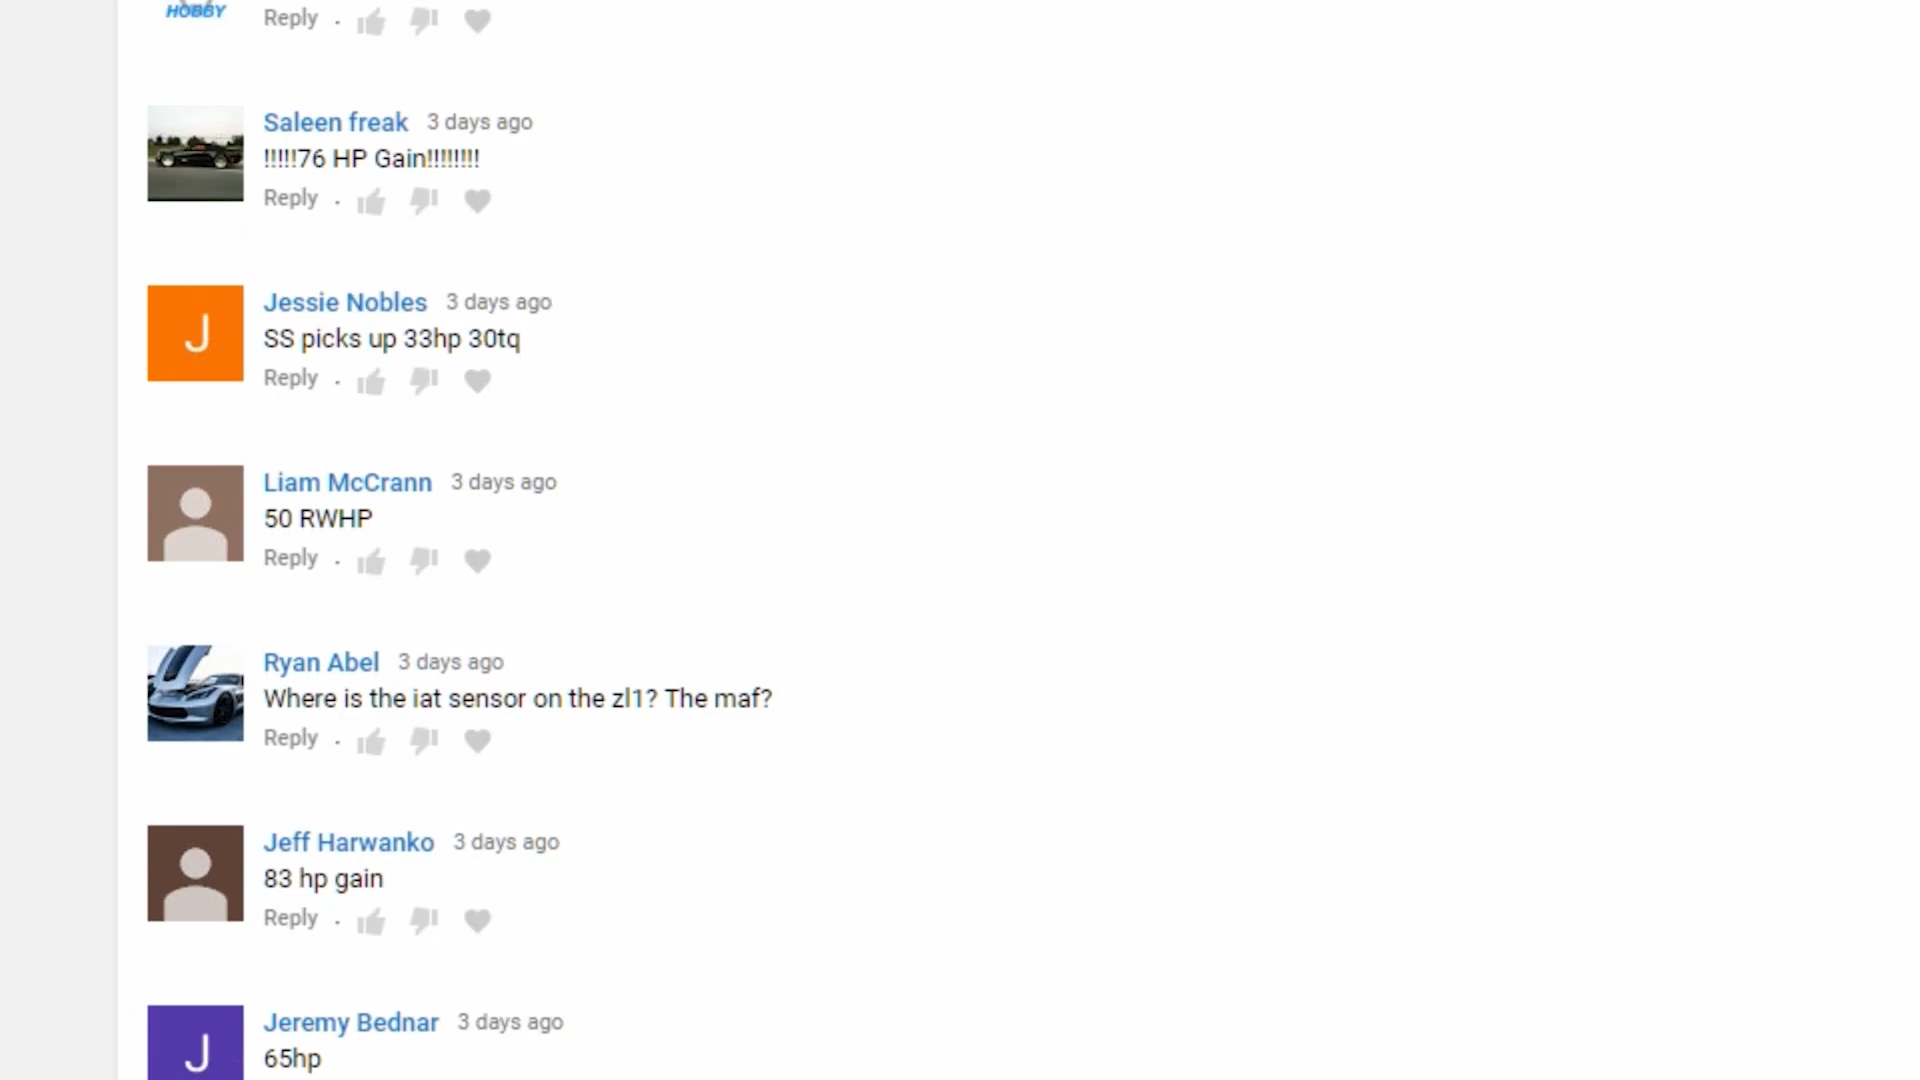 HOBBY
Reply .
Saleen freak 3 days ago
!!!!!76 HP Gain!!!!!!!!
Reply .
J
Jessie Nobles 3 days ago
SS picks up 33hp 30tq
Reply .
Liam McCrann 3 days ago
50 RWHP
Reply .
Ryan Abel 3 days ago
Where is the iat sensor on the zl1? The maf?
Reply .
Jeff Harwanko 3 days ago
83 hp gain
Reply .
J
Jeremy Bednar 3 days ago
65hp